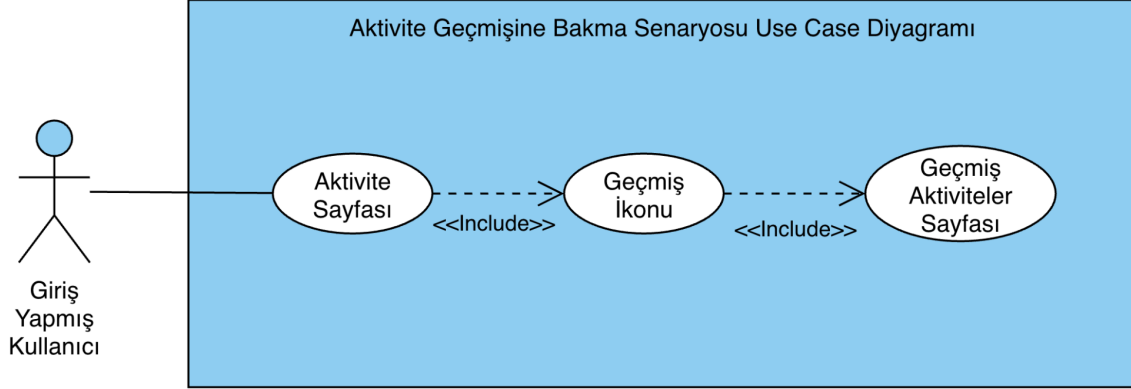 Aktivite Geçmişine Bakma Senaryosu Use Case Diyagramı
Aktivite
Sayfası
<<Include>>
Geçmiş
İkonu
<<Include>>
Geçmiş
Aktiviteler
Sayfası
Giriş
Yapmış
Kullanıcı